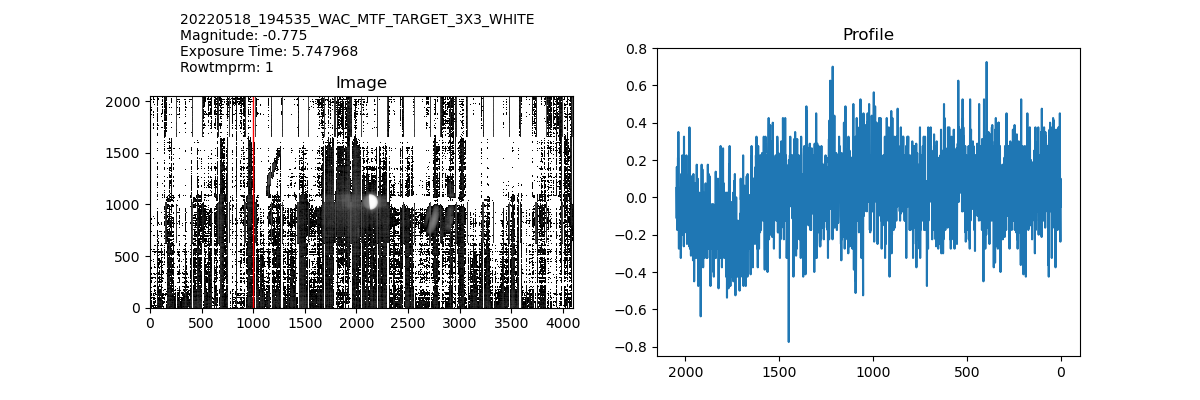 20220518_194535_WAC_MTF_TARGET_3X3_WHITE
Magnitude: -0.775
Exposure Time: 5.747968
Rowtmprm: 1
Image
2000
1500
1000
500
0
0 500 1000 1500 2000 2500 3000 3500 4000
Profile
0.8
0.6
0.4
0.2
0.0
−0.2
−0.4
−0.6
−0.8
2000 1500 1000 500 0